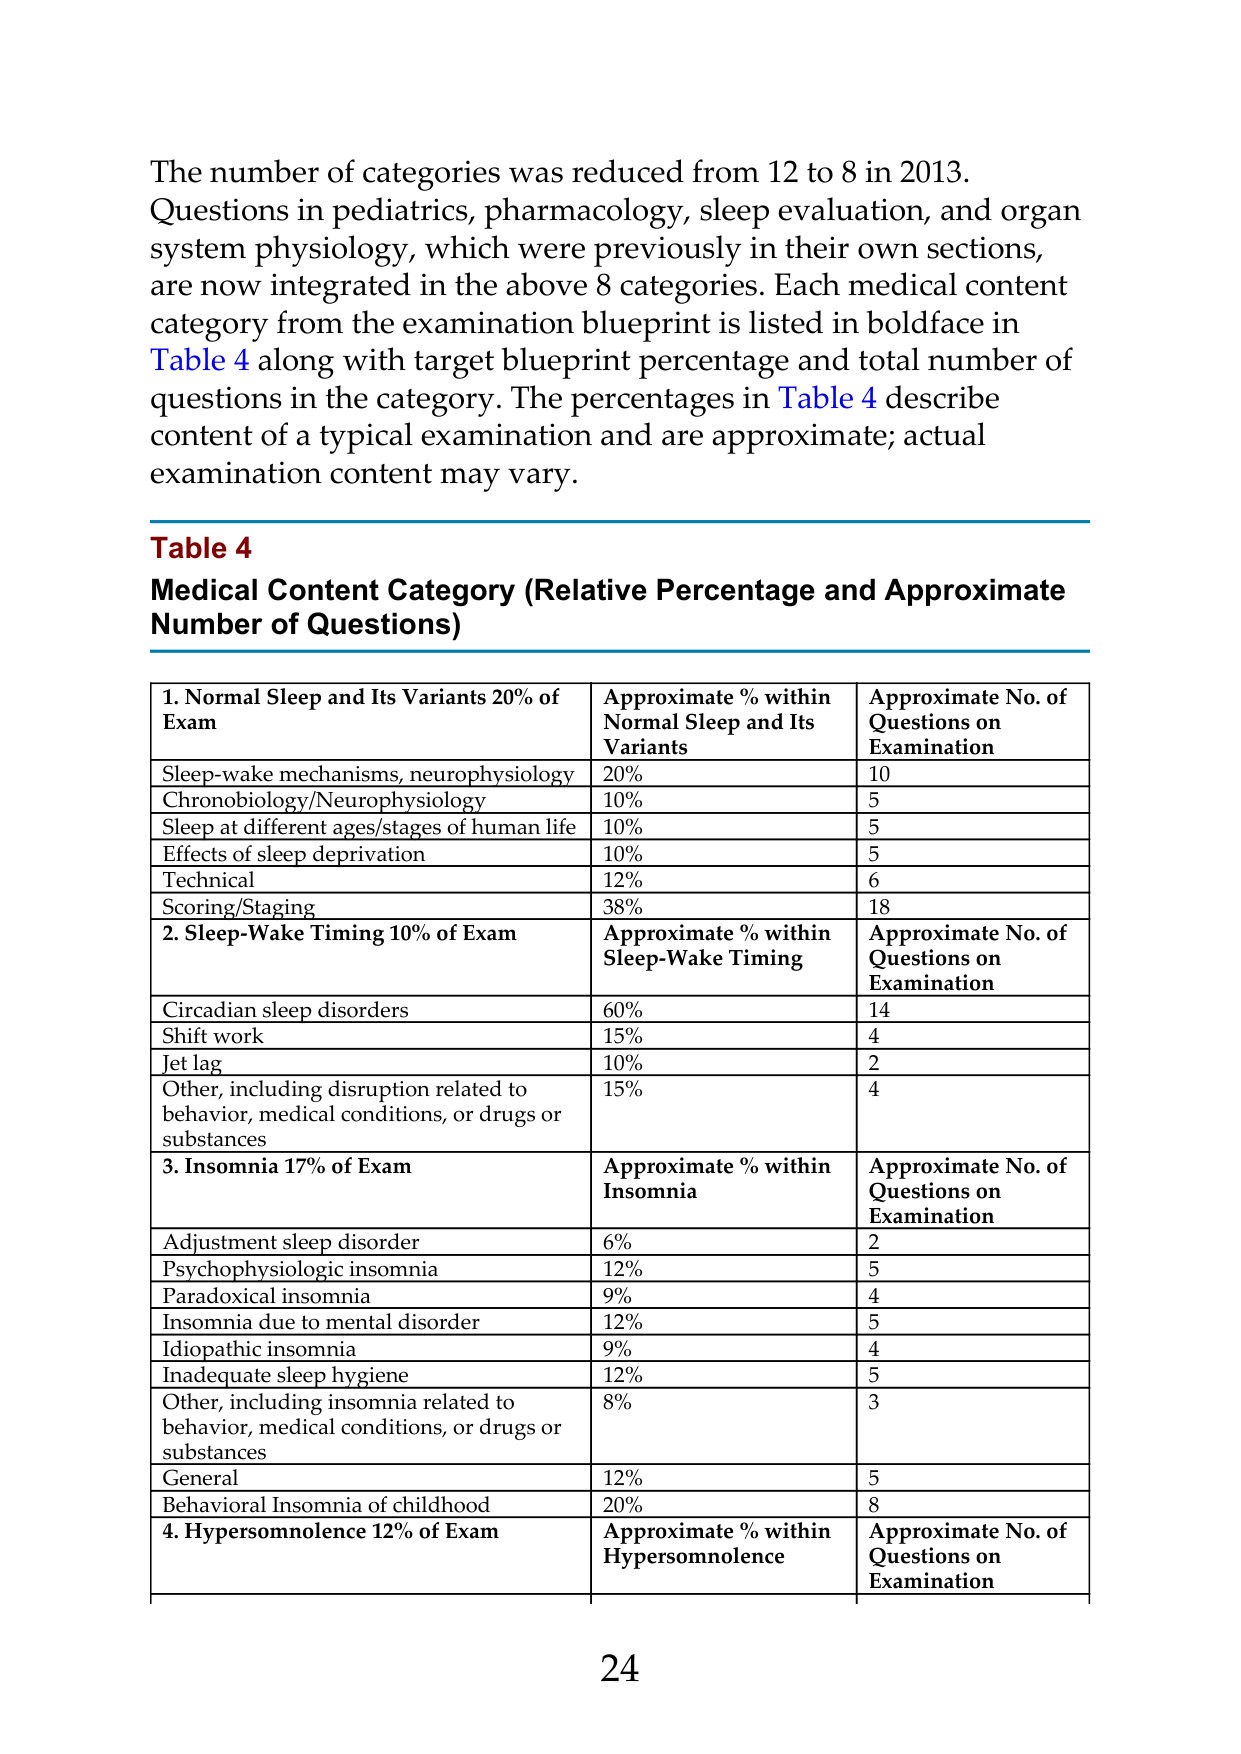 The number of categories was reduced from 12 to 8 in 2013.
Questions in pediatrics, pharmacology, sleep evaluation, and organ
system physiology, which were previously in their own sections,
are now integrated in the above 8 categories. Each medical content
category from the examination blueprint is listed in boldface in
Table 4 along with target blueprint percentage and total number of
questions in the category. The percentages in Table 4 describe
content of a typical examination and are approximate; actual
examination content may vary.
Table 4
Medical Content Category (Relative Percentage and Approximate
Number of Questions)
1. Normal Sleep and Its Variants 20% of Approximate % within Approximate No. of
Exam Normal Sleep and Its Questions on
Variants Examination
Sleep-wake mechanisms, neurophysiology 20% 10
Chronobiology/Neurophysiology 10% 5
Sleep at different ages/stages of human life 10% 5
Effects of sleep deprivation 10% 5
Technical 12% 6
Scoring/Staging 38% 18
2. Sleep-Wake Timing 10% of Exam Approximate % within Approximate No. of
Sleep-Wake Timing Questions on
Examination
Circadian sleep disorders 60% 14
Shift work 15% 4
Jet lag 10% 2
Other, including disruption related to 15% 4
behavior, medical conditions, or drugs or
substances
3. Insomnia 17% of Exam Approximate % within Approximate No. of
Insomnia Questions on
Examination
Adjustment sleep disorder 6% 2
Psychophysiologic insomnia 12% 5
Paradoxical insomnia 9% 4
Insomnia due to mental disorder 12% 5
Idiopathic insomnia 9% 4
Inadequate sleep hygiene 12% 5
Other, including insomnia related to 8% 3
behavior, medical conditions, or drugs or
substances
General 12% 5
Behavioral Insomnia of childhood 20% 8
4. Hypersomnolence 12% of Exam Approximate % within Approximate No. of
Hypersomnolence Questions on
Examination
24